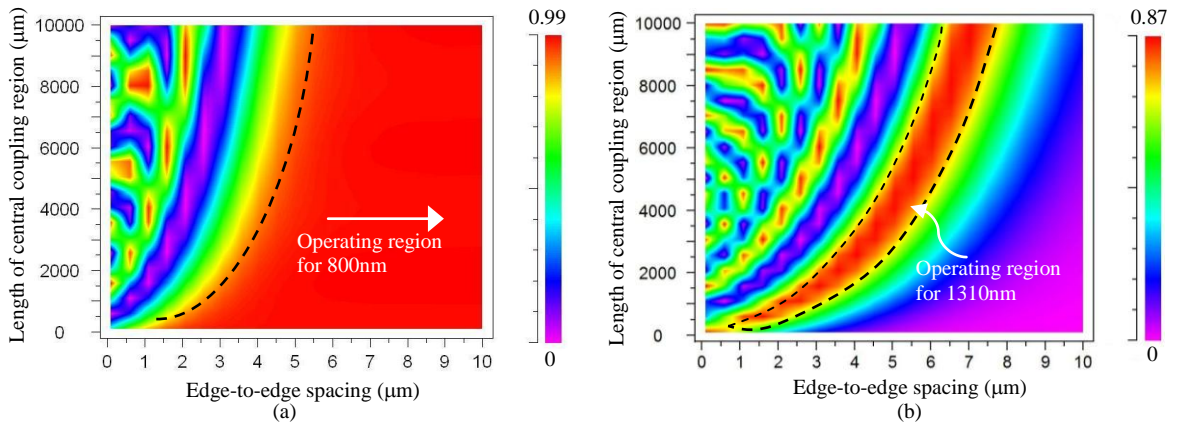 0.99
10000
8000
6000
4000
2000
0
Length of central coupling region (μm)
Operating region
for 800nm
0 1 2 3 4 5 6 7 8 9 10
0
Edge-to-edge spacing (μm)
(a)
0.87
10000
8000
6000
4000
2000
0
Length of central coupling region (μm)
Operating region
for 1310nm
0 1 2 3 4 5 6 7 8 9 10
0
Edge-to-edge spacing (μm)
(b)